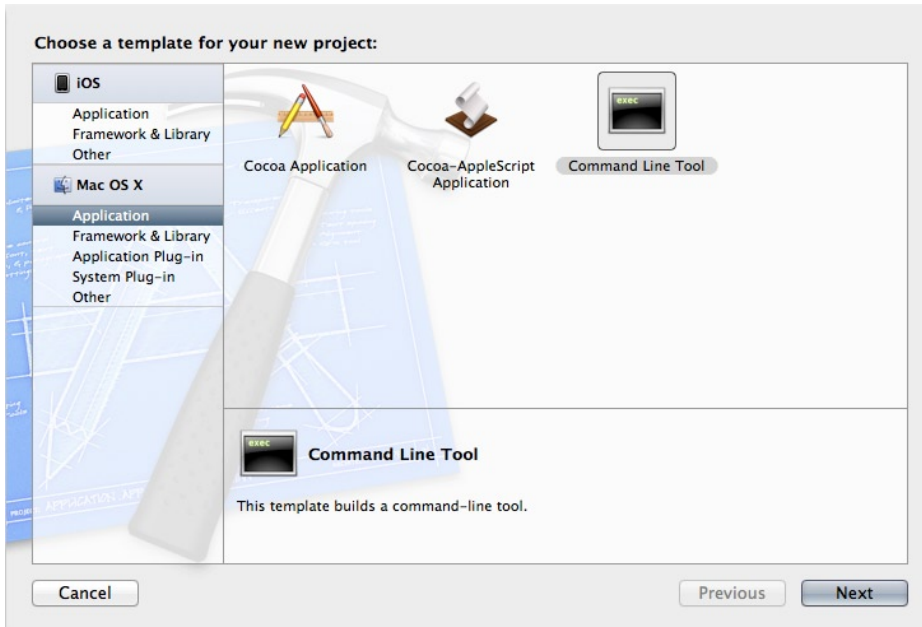 Choose a template for your new project:
iOS
Application
Framework & Library
Other
Mac OS X
Application
Framework & Library
Application Plug-in
System Plug-in
Other
Cocoa Application
Cocoa-AppleScript
Application
exec
Command Line Tool
exec
Command Line Tool
This template builds a command-line tool.
Cancel
Previous
Next